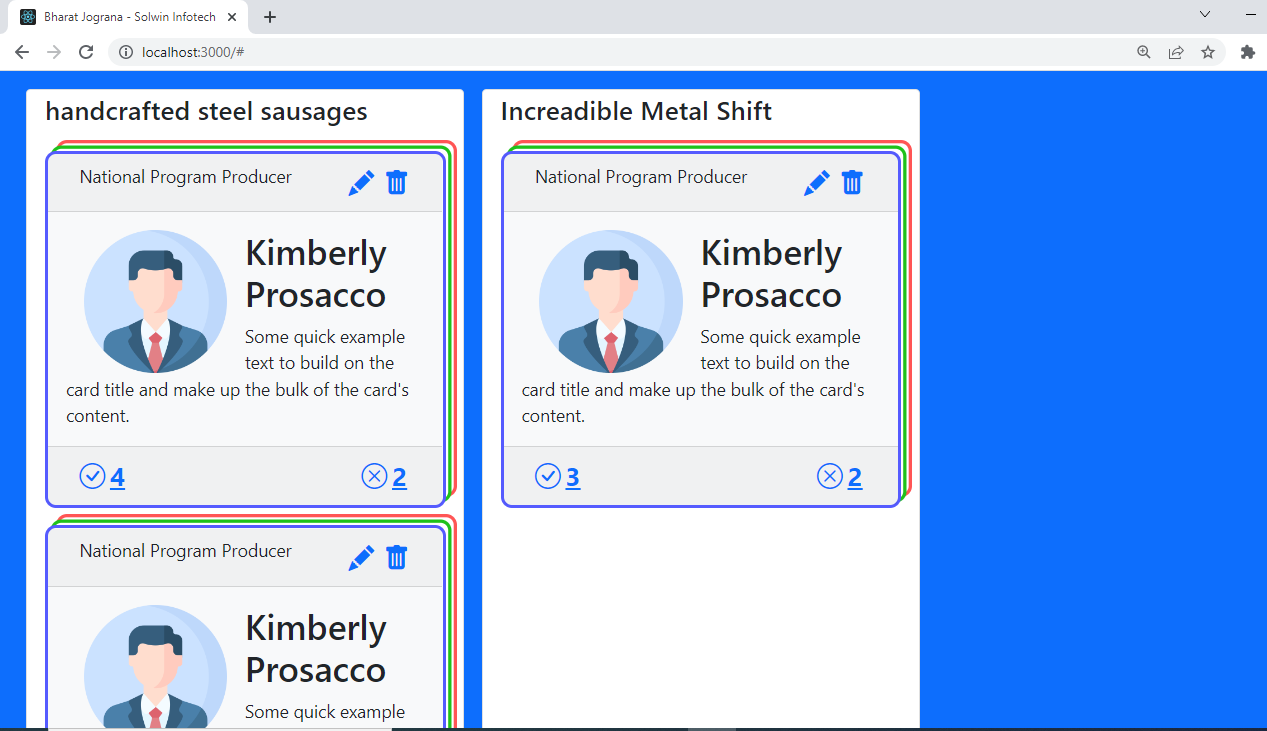 Bharat Jograna - Solwin Infotech
localhost:3000/#
handcrafted steel sausages
National Program Producer
Kimberly
Prosacco
Some quick example
text to build on the
card title and make up the bulk of the card's
content.
4
2
National Program Producer
Kimberly
Prosacco
Some quick example
Increadible Metal Shift
National Program Producer
Kimberly
Prosacco
Some quick example
text to build on the
card title and make up the bulk of the card's
content.
3
2